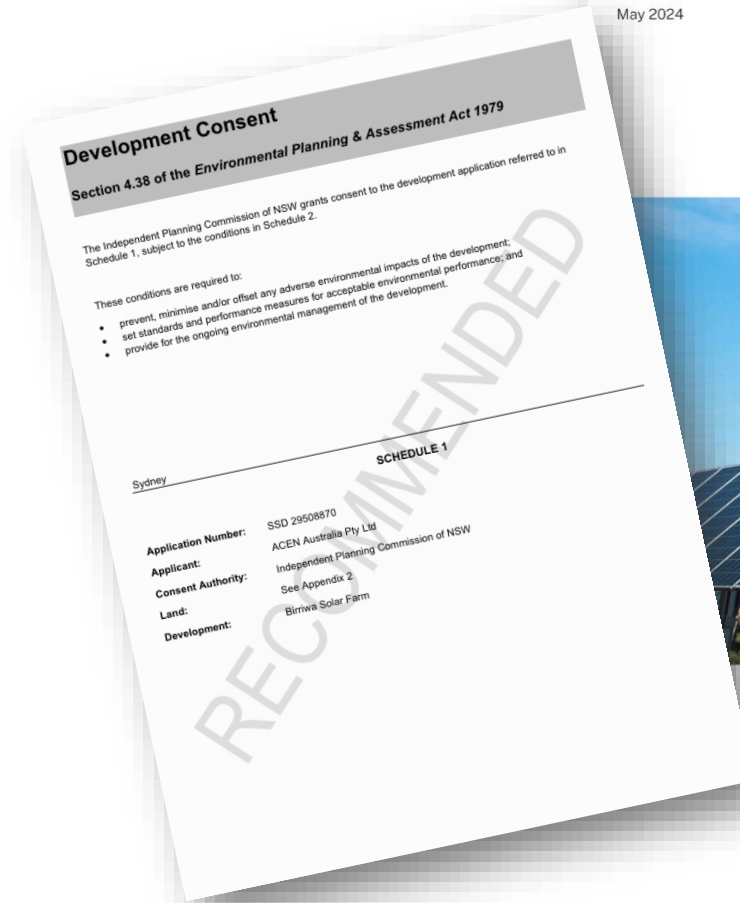 May 2024
Development Consent
Section 4.38 of the Environmental Planning & Assessment Act 1979
The Independent Planning Commission of NSW grants consent to the development application referred to in
Schedule 1, subject to the conditions in Schedule 2.
These conditions are required to:
• prevent, minimise and/or offset any adverse environmental impacts of the development;
• set standards and performance measures for acceptable environmental performance; and
• provide for the ongoing environmental management of the development.
Sydney
SCHEDULE 1
Application Number: SSD 29508870
Applicant: ACEN Australia Pty Ltd
Consent Authority: Independent Planning Commission of NSW
Land: See Appendix 2
Development: Birriwa Solar Farm
RECOMMENDED